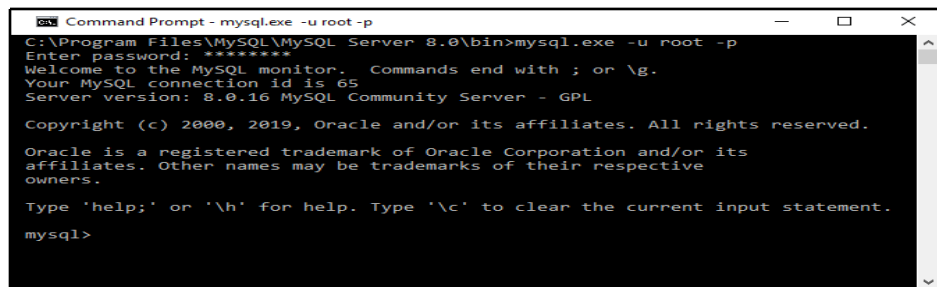 Command Prompt - mysql.exe -u root -p
C:\Program Files\MySQL\MySQL Server 8.0\bin>mysql.exe -u root -p
Enter password: ********
Welcome to the MySQL monitor.  Commands end with ; or \g.
Your MySQL connection id is 65
Server version: 8.0.16 MySQL Community Server - GPL
Copyright (c) 2000, 2019, Oracle and/or its affiliates. All rights reserved.
Oracle is a registered trademark of Oracle Corporation and/or its
affiliates. Other names may be trademarks of their respective
owners.
Type 'help;' or '\h' for help. Type '\c' to clear the current input statement.
mysql>